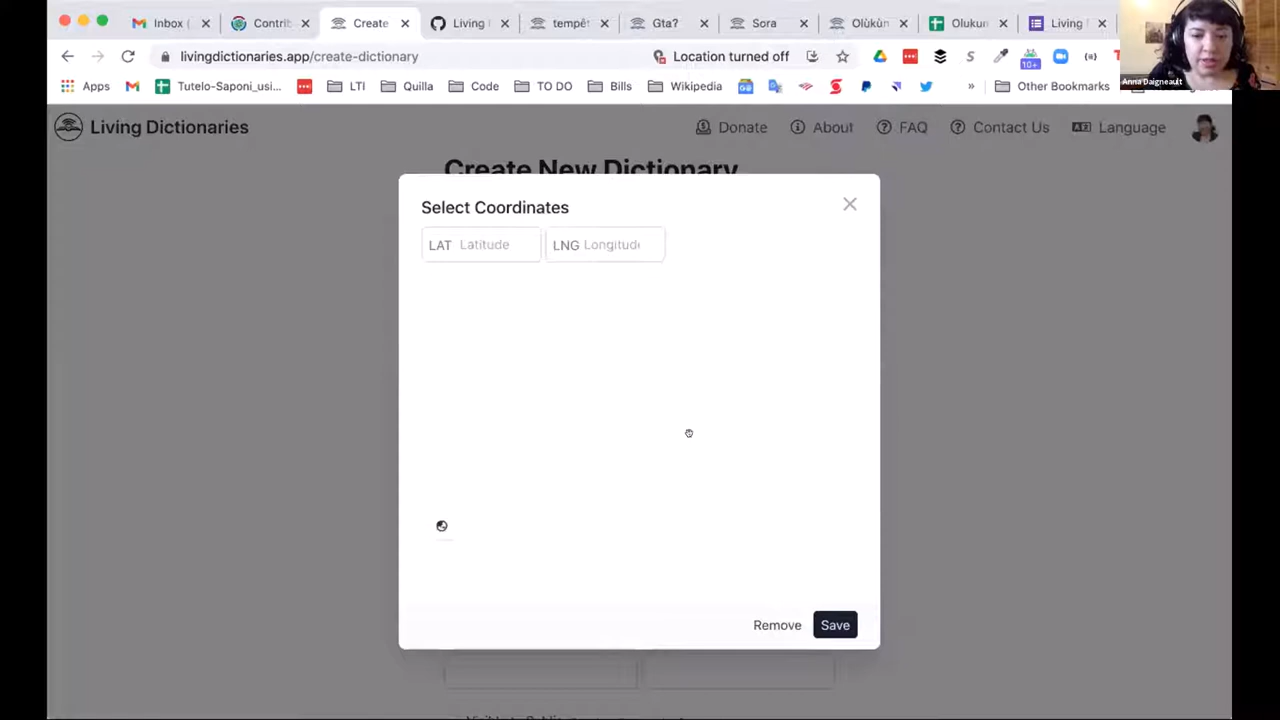 Inbox (
Contrib
Create
Living
tempêt
Gta?
Sora
Olùkùn
Olukun
Living
livingdictionaries.app/create-dictionary
Location turned off
10+
Anna Daigneault
Apps
Tutelo-Saponi_usi...
LTI
Quilla
Code
TO DO
Bills
Wikipedia
»
Other Bookmarks
Living Dictionaries
Donate
About
FAQ
Contact Us
Language
Create New Dictionary
Select Coordinates
LAT Latitude
LNG Longitude
Remove
Save